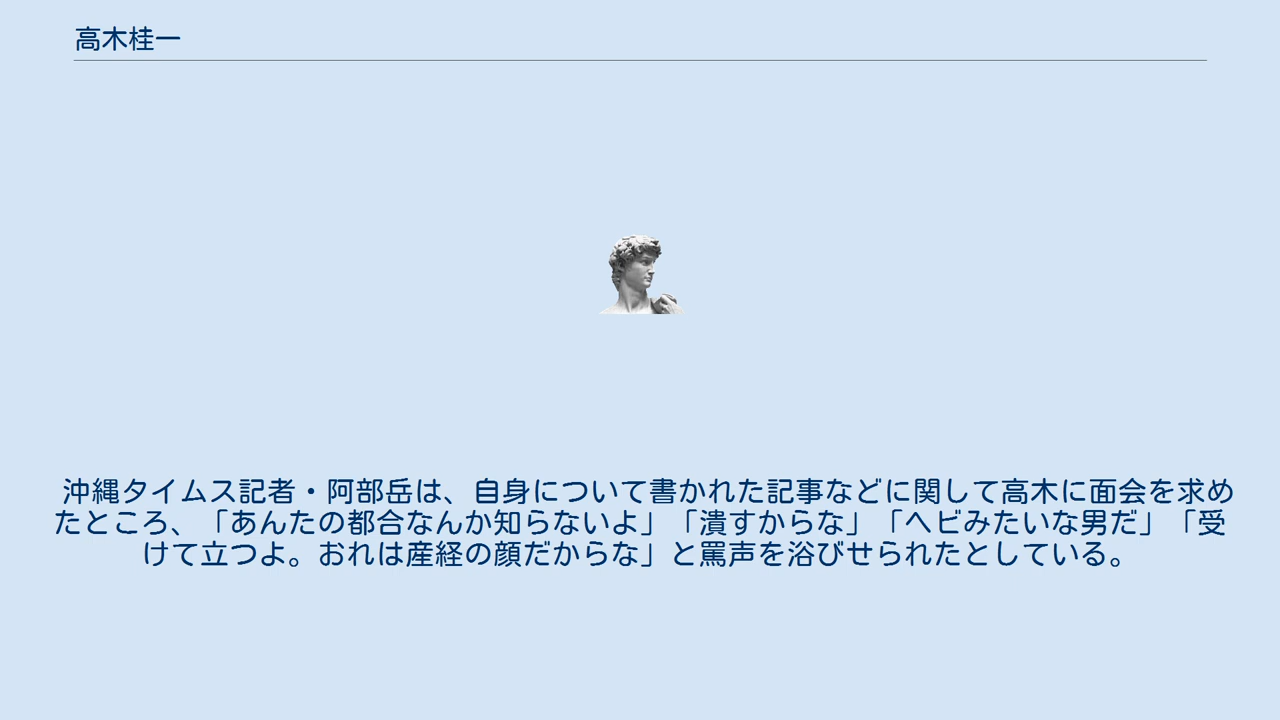 高木桂一
沖縄タイムス記者・阿部岳は、自身について書かれた記事などに関して高木に面会を求め
たところ、「あんたの都合なんか知らないよ」「潰すからな」「ヘビみたいな男だ」「受
けて立つよ。おれは産経の顔だからな」と罵声を浴びせられたとしている。